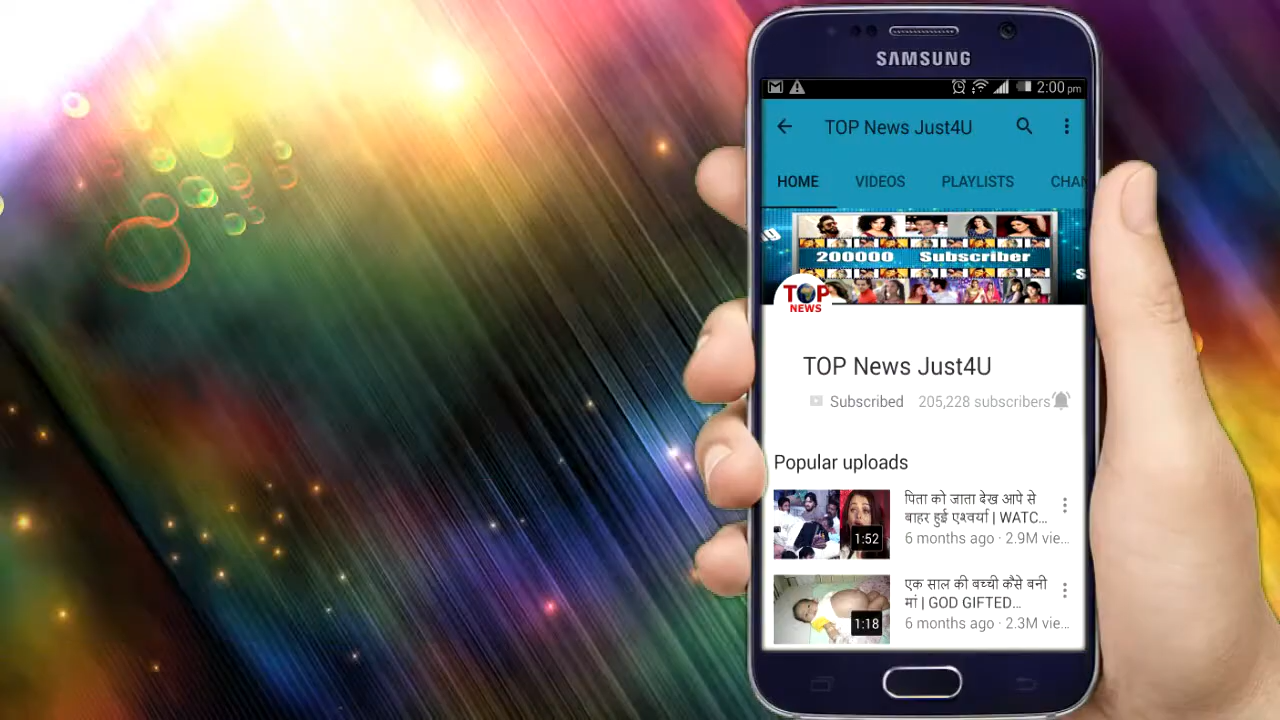 SAMSUNG
2:00 pm
TOP News Just4U
HOME VIDEOS PLAYLISTS CHAN
200000 Subscriber
TOP
NEWS
TOP News Just4U
Subscribed 205,228 subscribers
Popular uploads
पिता को जाता देख आपे से
बाहर हुई एश्वर्या | WATC...
1:52
6 months ago · 2.9M vie...
एक साल की बच्ची कैसे बनी
मां | GOD GIFTED...
1:18
6 months ago · 2.3M vie...